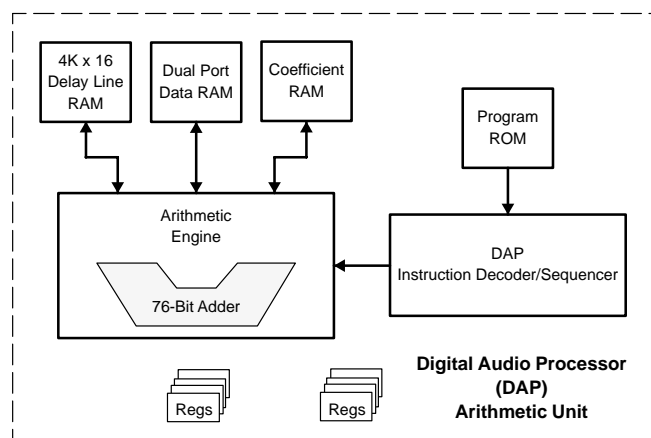 4K x 16
Delay Line
RAM
Dual Port
Data RAM
Coefficient
RAM
Program
ROM
Arithmetic
Engine
76-Bit Adder
DAP
Instruction Decoder/Sequencer
Regs
Regs
Digital Audio Processor
(DAP)
Arithmetic Unit